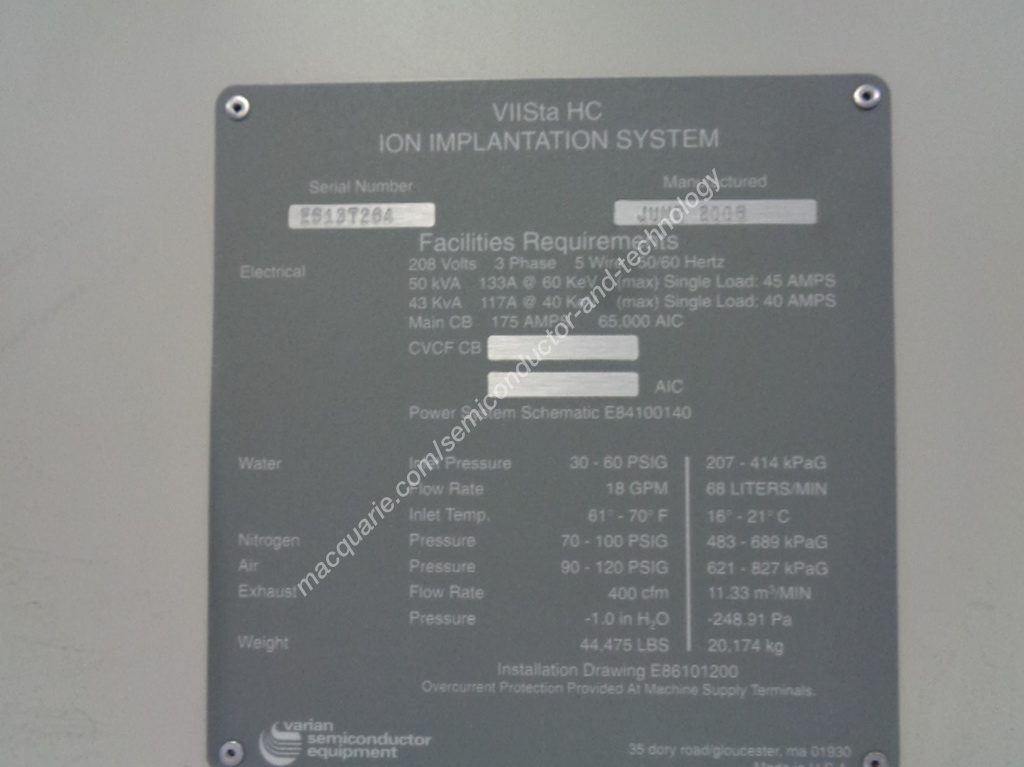 VIISta HC
ION IMPLANTATION SYSTEM
Serial Number Manufactured
Facilities Requirements
Electrical 208 Volts 3 Phase 5 Wire 50/60 Hertz
50 kVA 133A @ 60 KeV (max) Single Load: 45 AMPS
43 KvA 117A @ 40 KeV (max) Single Load: 40 AMPS
Main CB 175 AMPS 65,000 AIC
CVCF CB
AIC
Power System Schematic E84100140
Water Inlet Pressure 30 - 60 PSIG 207 - 414 kPaG
Flow Rate 18 GPM 68 LITERS/MIN
Inlet Temp. 61° - 70° F 16° - 21° C
Nitrogen Pressure 70 - 100 PSIG 483 - 689 kPaG
Air Pressure 90 - 120 PSIG 621 - 827 kPaG
Exhaust Flow Rate 400 cfm 11.33 m³/MIN
Pressure -1.0 in H₂O -248.91 Pa
Weight 44,475 LBS 20,174 kg
Installation Drawing E86101200
Overcurrent Protection Provided At Machine Supply Terminals.
varian
semiconductor
equipment
35 dory road/gloucester, ma 01930
Made in U.S.A.
macquarie.com/semiconductor-and-technology